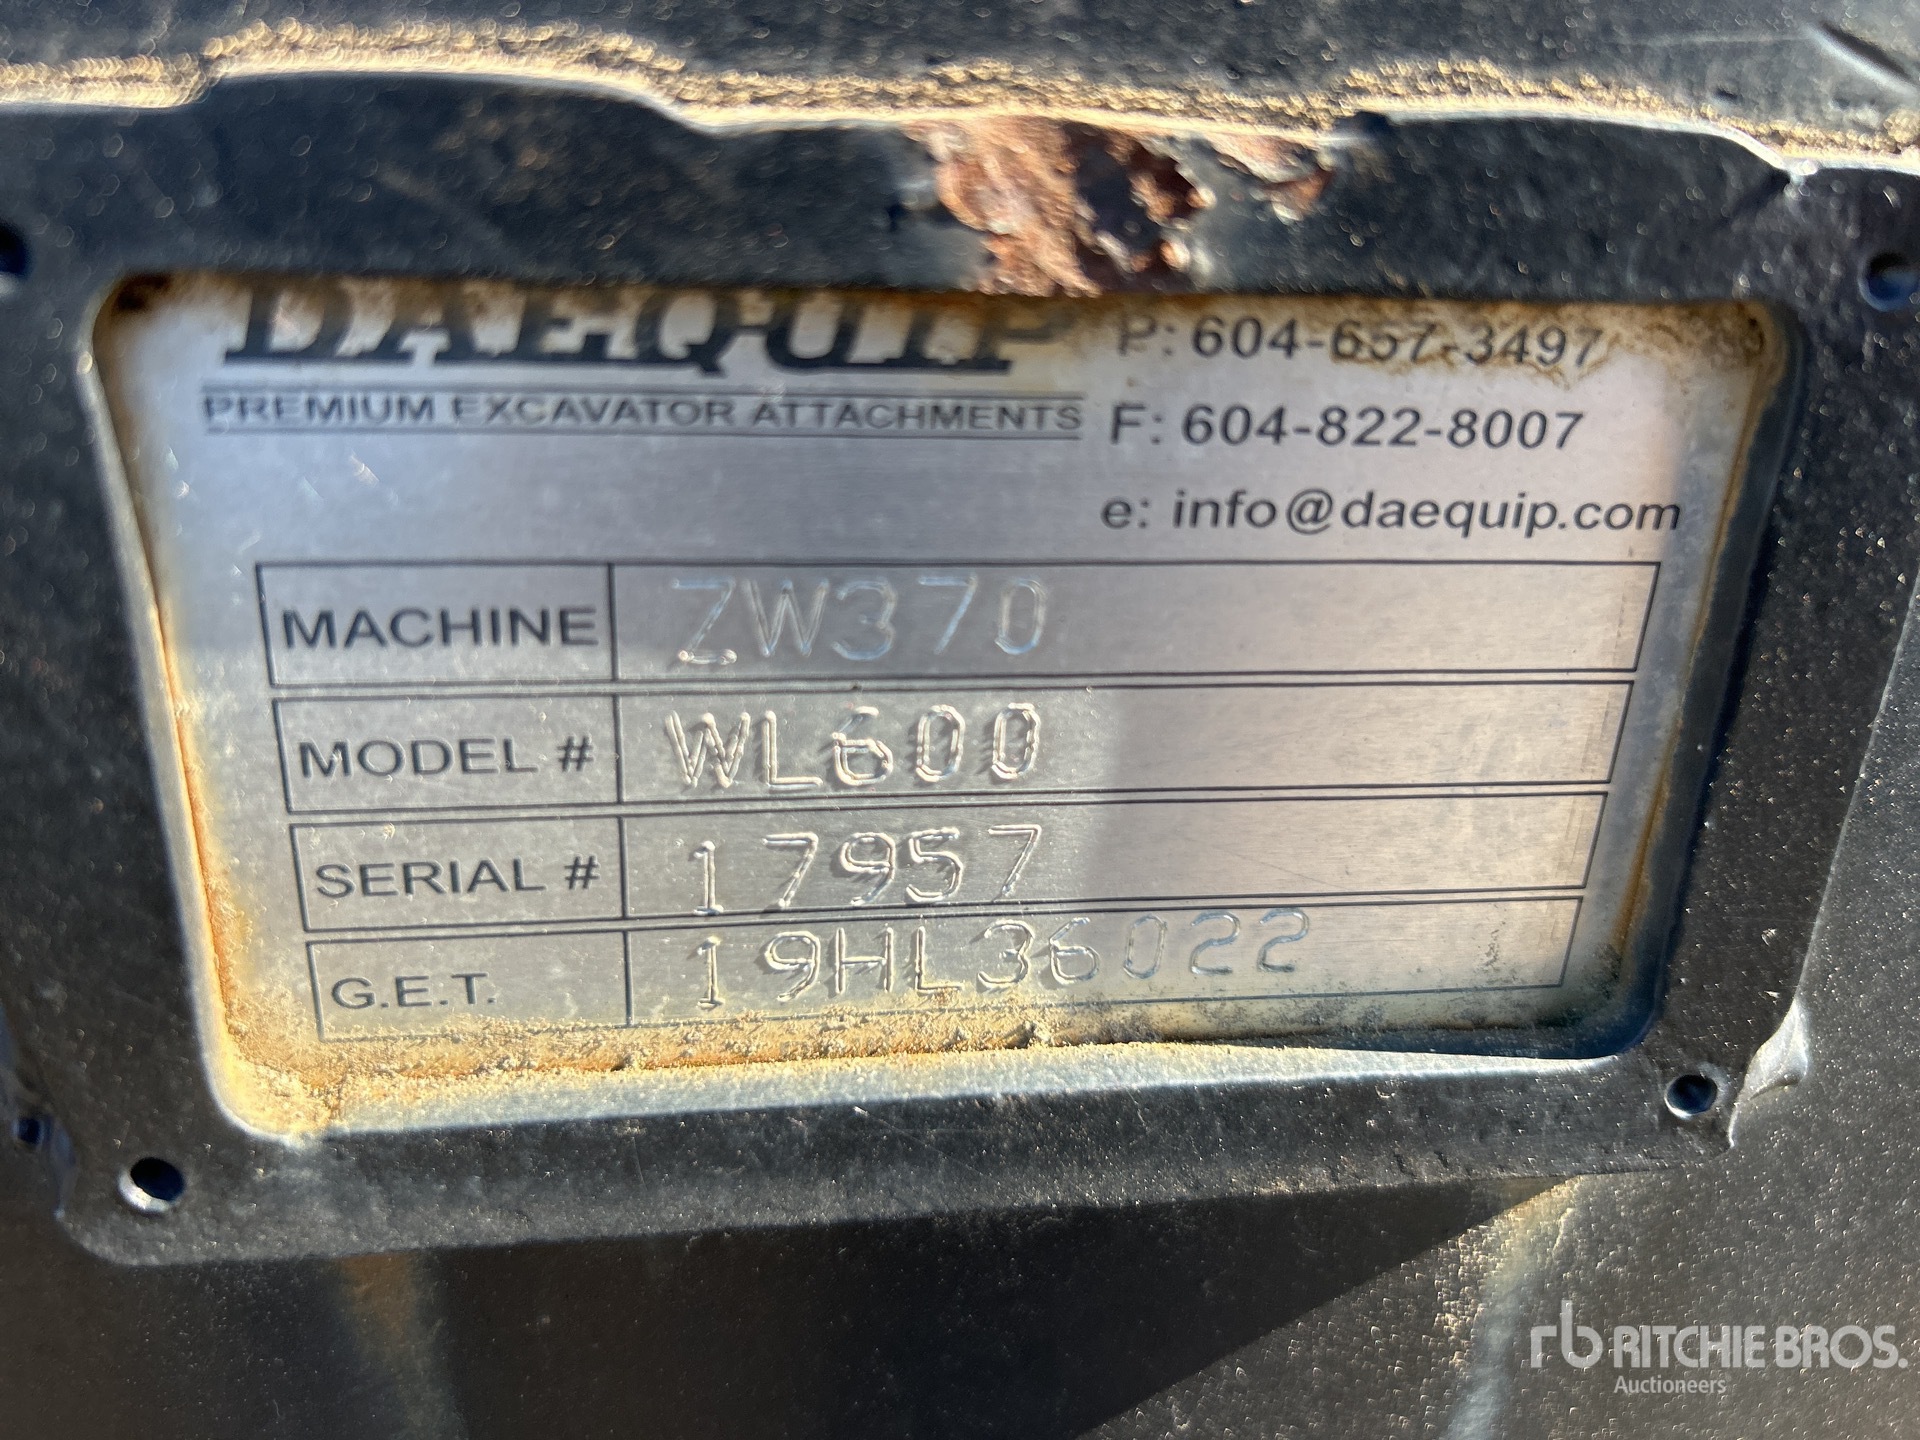 DAEQUIP
PREMIUM EXCAVATOR ATTACHMENTS
P: 604-657-3497
F: 604-822-8007
e: info@daequip.com
MACHINE ZW370
MODEL # WL600
SERIAL # 17957
G.E.T. 19HL36022
rb RITCHIE BROS.
Auctioneers